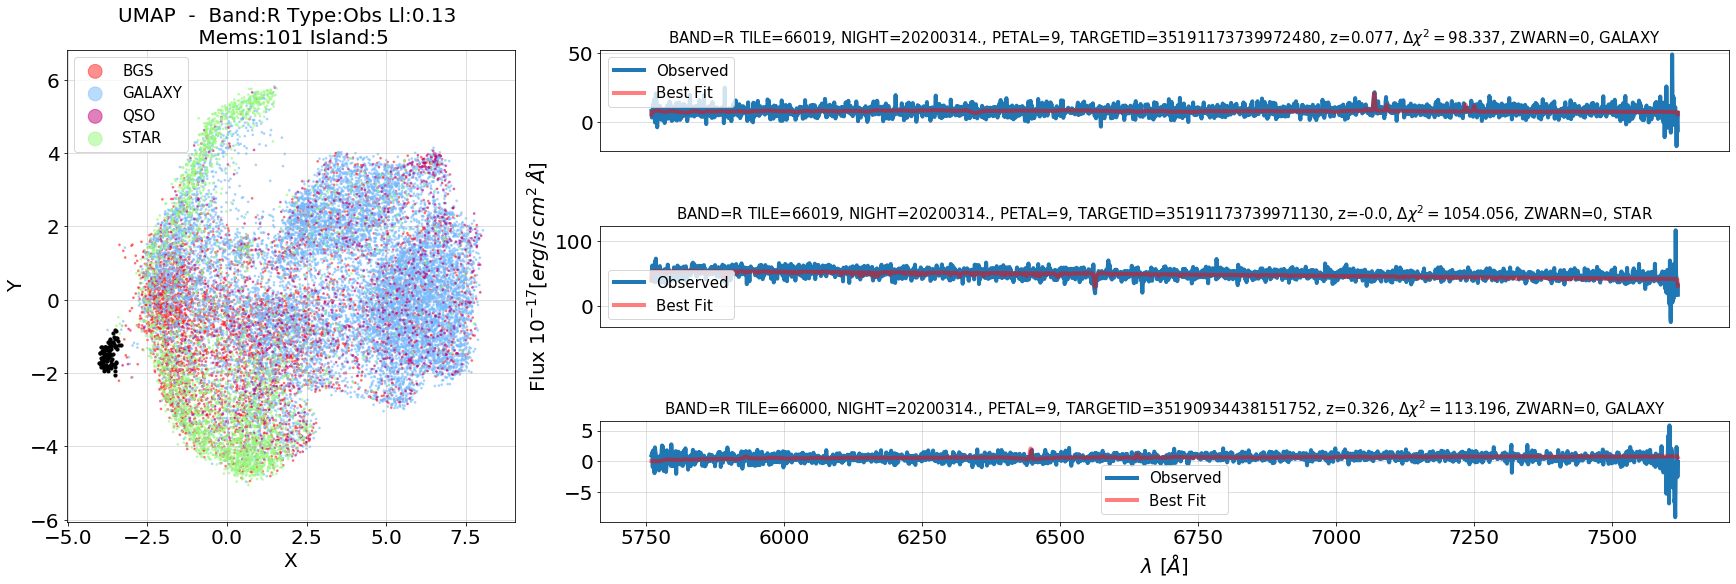 UMAP - Band:R Type:Obs Ll:0.13
Mems:101 Island:5
BGS
GALAXY
QSO
STAR
6
4
2
0
−2
−4
−6
Y
−5.0 −2.5 0.0 2.5 5.0 7.5
X
Flux 10⁻¹⁷[erg/s cm² Å]
BAND=R TILE=66019, NIGHT=20200314., PETAL=9, TARGETID=35191173739972480, z=0.077, Δχ² = 98.337, ZWARN=0, GALAXY
50
0
Observed
Best Fit
BAND=R TILE=66019, NIGHT=20200314., PETAL=9, TARGETID=35191173739971130, z=-0.0, Δχ² = 1054.056, ZWARN=0, STAR
100
0
Observed
Best Fit
BAND=R TILE=66000, NIGHT=20200314., PETAL=9, TARGETID=35190934438151752, z=0.326, Δχ² = 113.196, ZWARN=0, GALAXY
5
0
−5
Observed
Best Fit
5750 6000 6250 6500 6750 7000 7250 7500
λ [Å]